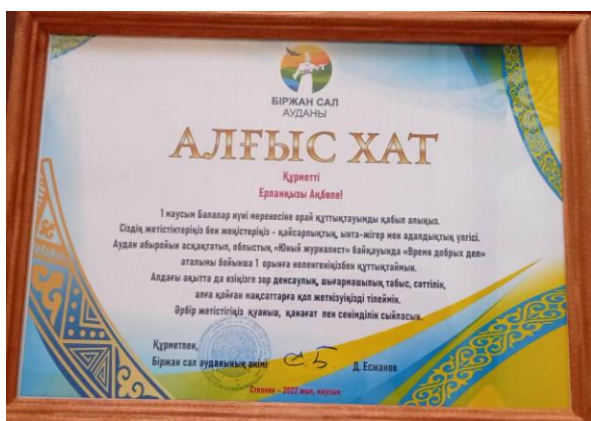 БІРЖАН САЛ
АУДАНЫ
АЛҒЫС ХАТ
Құрметті
Ерланқызы Ақбөпе!
1 маусым Балалар күні мерекесіне орай құттықтауымды қабыл алыңыз.
Сіздің жетістіктеріңіз бен жеңістеріңіз - қайсарлықтың, ынта-жігер мен адалдықтың үлгісі.
Аудан абыройын асқақтатып, облыстық «Юный журналист» байқауында «Время добрых дел»
аталымы бойынша 1 орынға иеленгеніңізбен құттықтаймын.
Алдағы ақытта да өзіңізге зор денсаулық, шығармашылық табыс, сәттілік,
алға қойған нақсаттарға қол жеткізуіңізді тілеймін.
Әрбір жетістігіңіз қуаныш, қанағат пен сенімділік сыйласын.
Құрметпен,
Біржан сал ауданының әкімі Д. Есжанов
Степняк - 2022 жыл, маусым